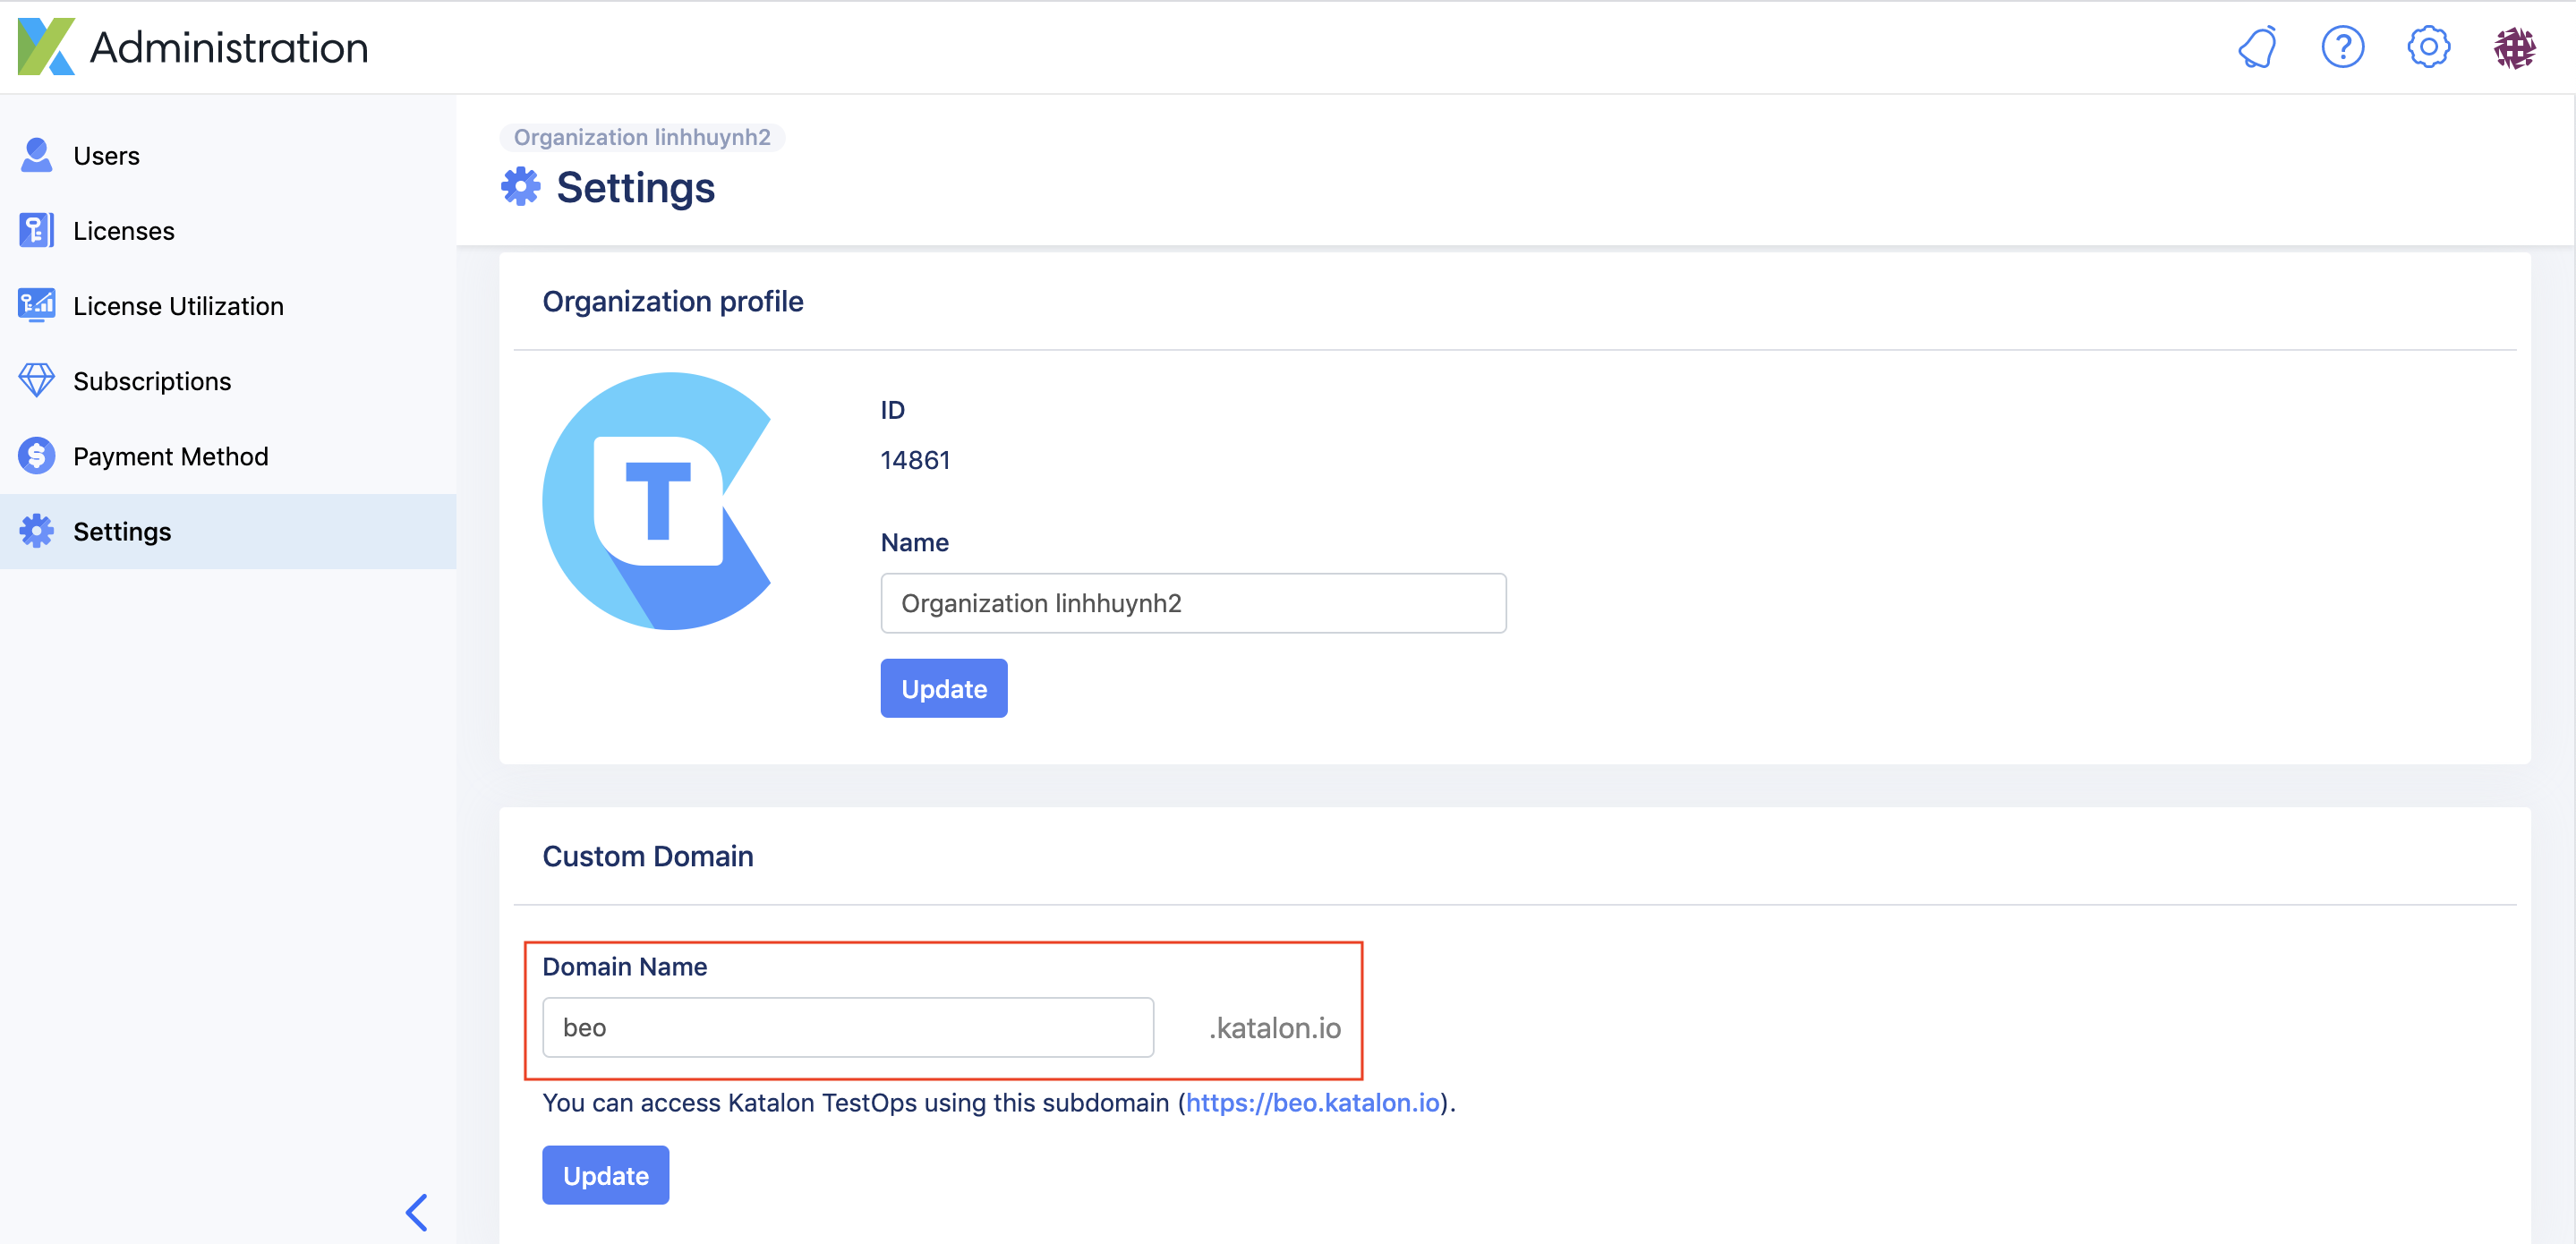 Administration
Users
Licenses
License Utilization
Subscriptions
Payment Method
Settings
Organization linhhuynh2
Settings
Organization profile
T
ID
14861
Name
Organization linhhuynh2
Update
Custom Domain
Domain Name
beo
.katalon.io
You can access Katalon TestOps using this subdomain (https://beo.katalon.io).
Update